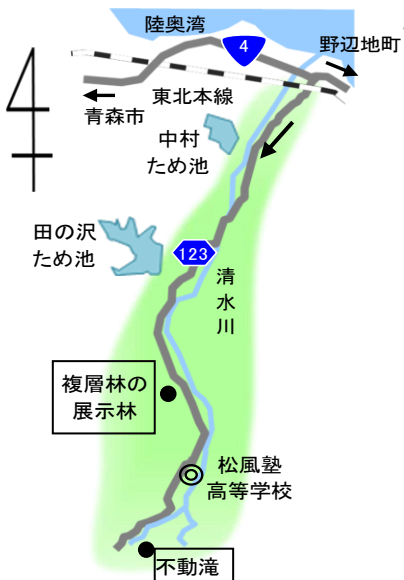 陸奥湾
4
野辺地町
東北本線
青森市
中村
ため池
田の沢
ため池
123
清水川
複層林の
展示林
松風塾
高等学校
不動滝